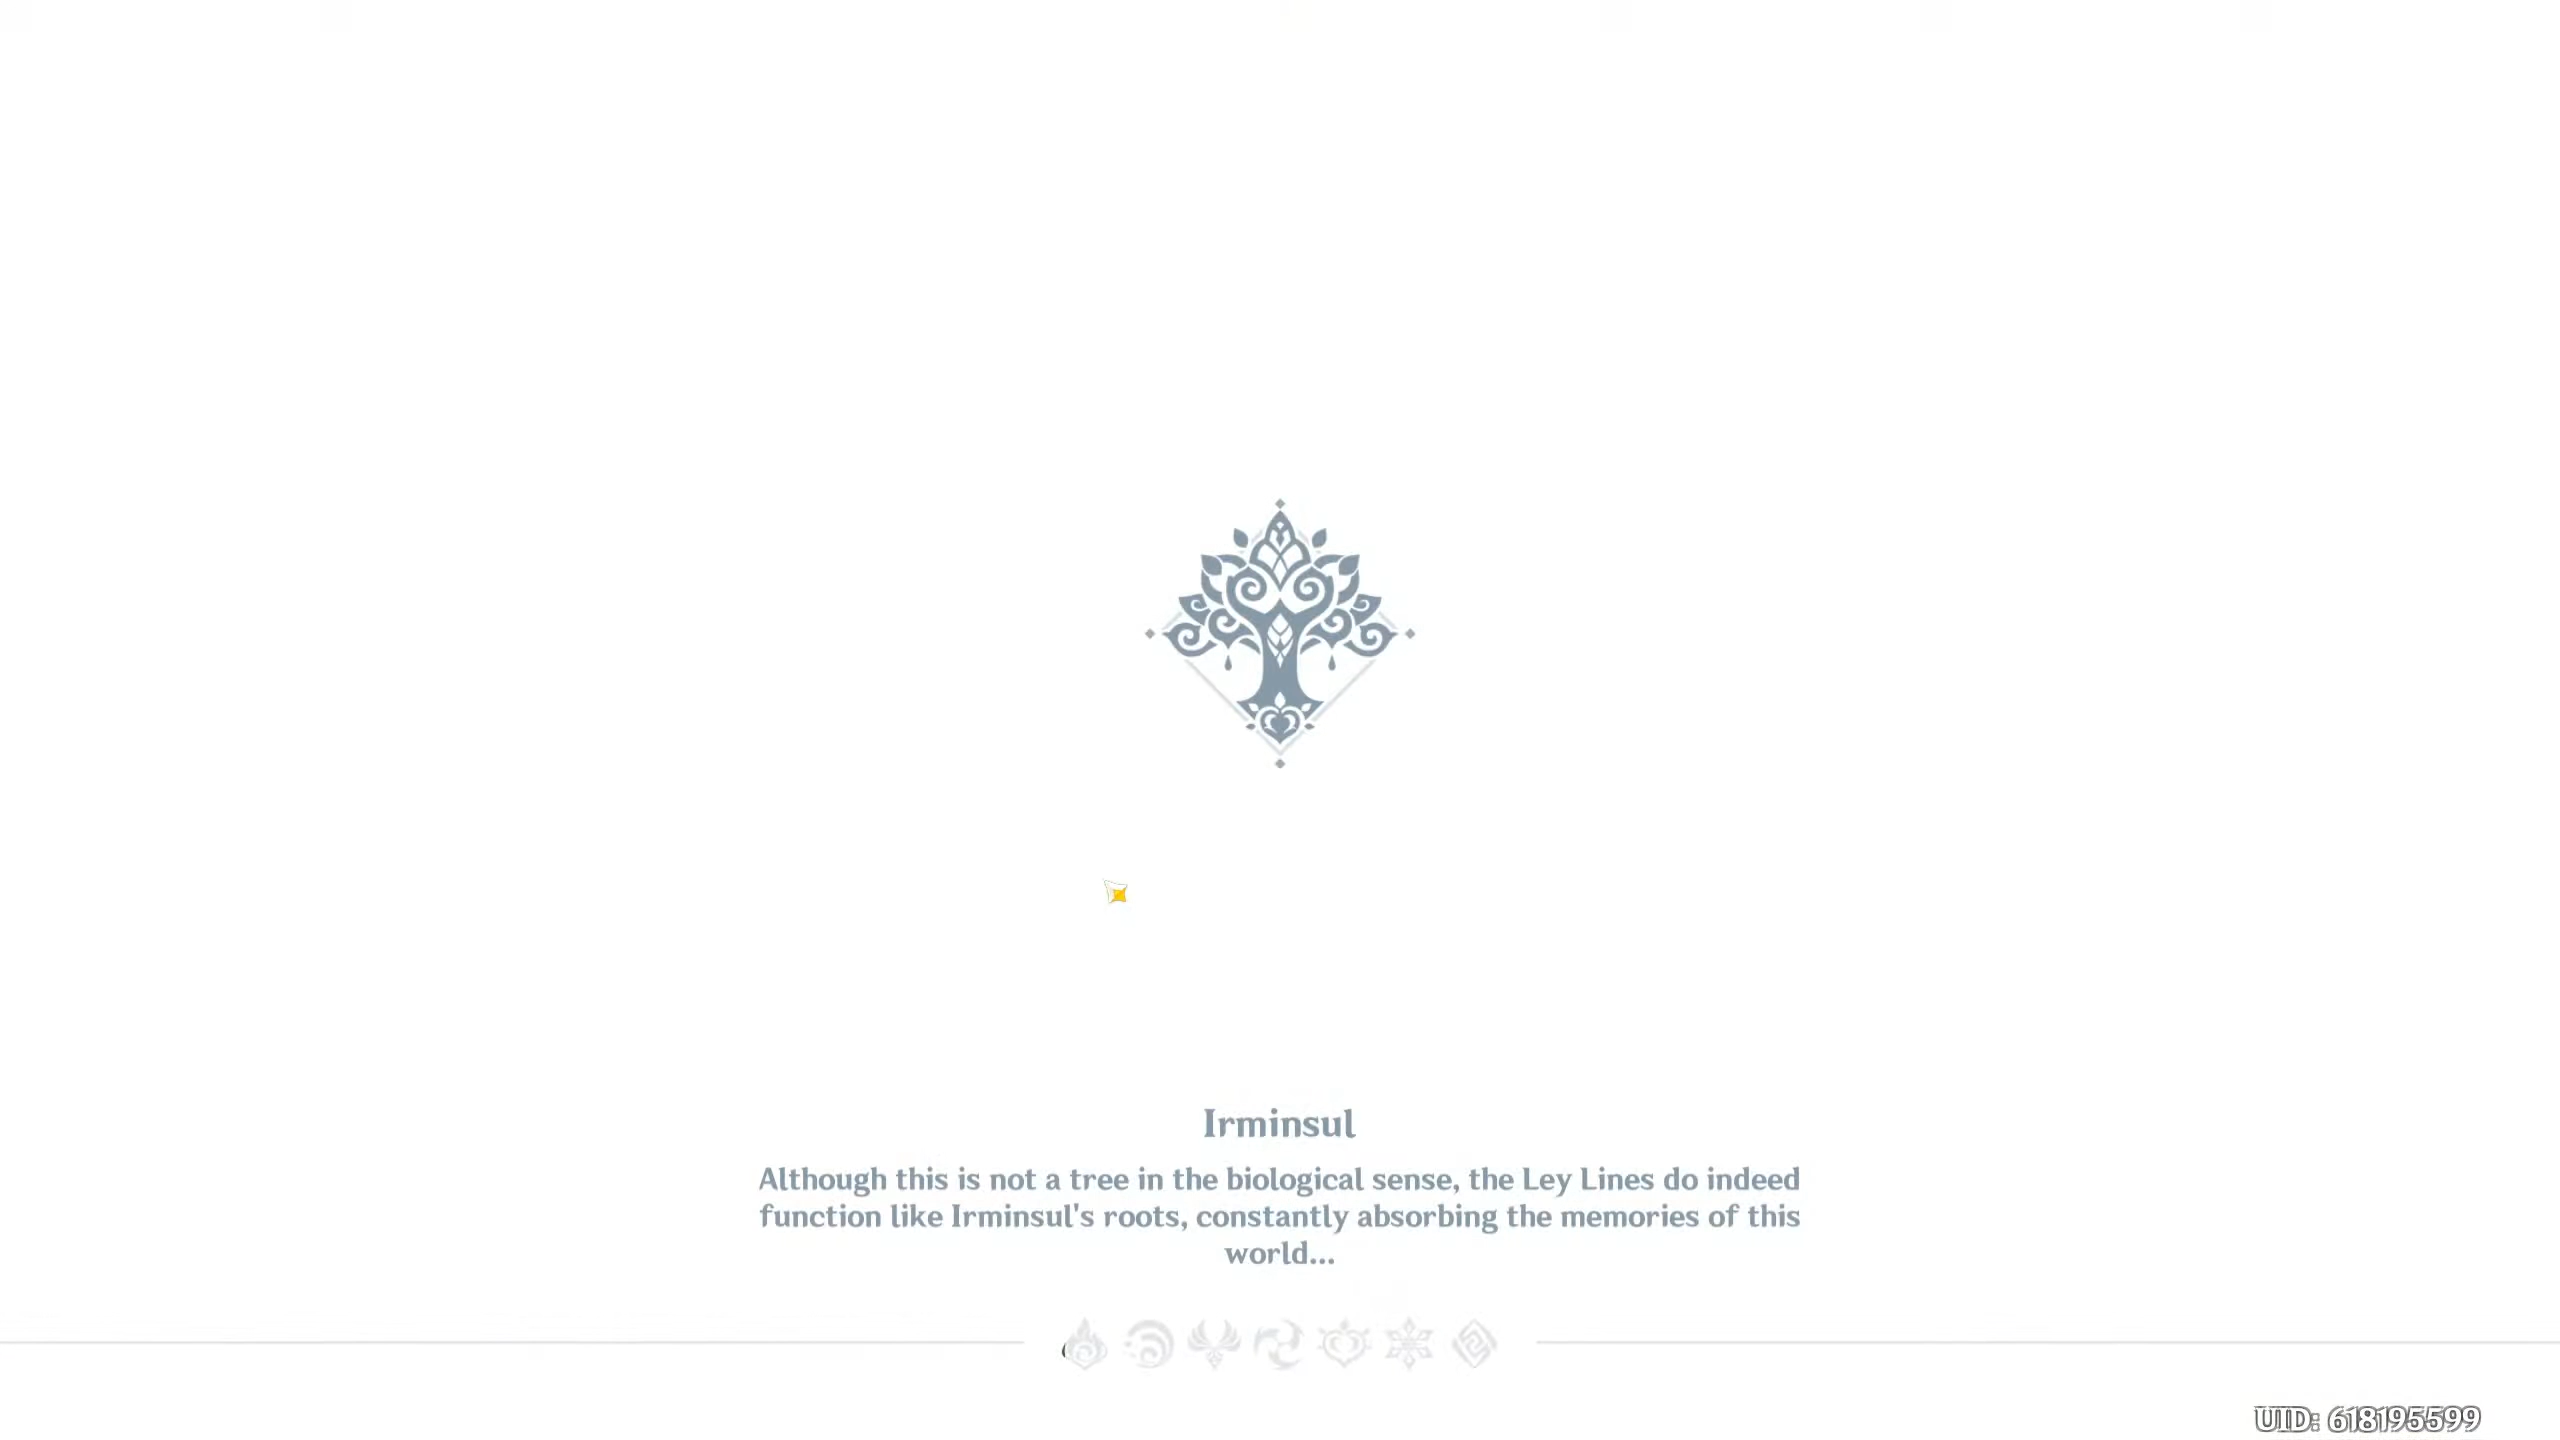 Irminsul
Although this is not a tree in the biological sense, the Ley Lines do indeed
function like Irminsul's roots, constantly absorbing the memories of this
world...
UID: 618195599